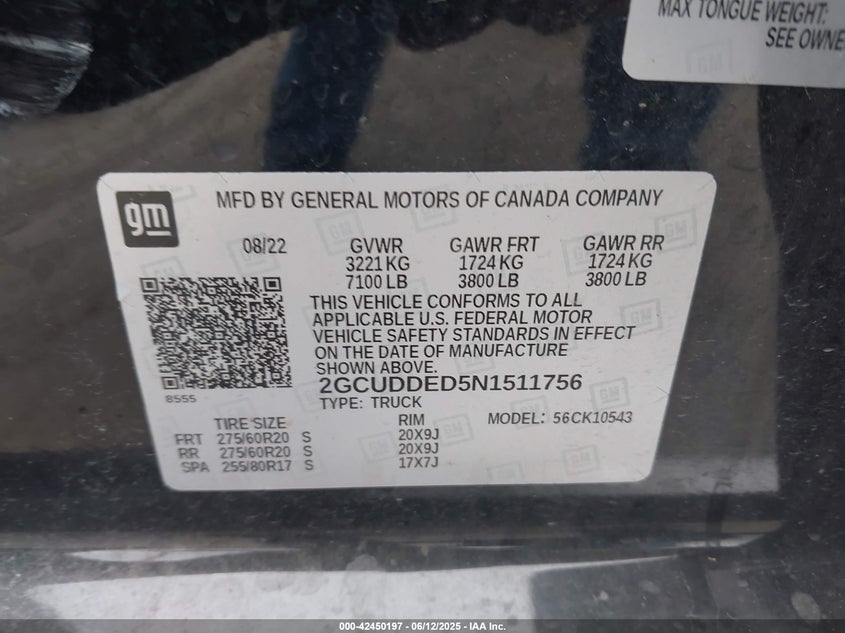 MAX TONGUE WEIGHT:
SEE OWNE
gm
MFD BY GENERAL MOTORS OF CANADA COMPANY
08/22 GVWR GAWR FRT GAWR RR
3221 KG 1724 KG 1724 KG
7100 LB 3800 LB 3800 LB
THIS VEHICLE CONFORMS TO ALL
APPLICABLE U.S. FEDERAL MOTOR
VEHICLE SAFETY STANDARDS IN EFFECT
ON THE DATE OF MANUFACTURE
SHOWN ABOVE.
2GCUDDED5N1511756
8555
TYPE: TRUCK
TIRE SIZE RIM MODEL: 56CK10543
FRT 275/60R20 S 20X9J
RR 275/60R20 S 20X9J
SPA 255/80R17 S 17X7J
000-42450197 - 06/12/2025 - IAA Inc.